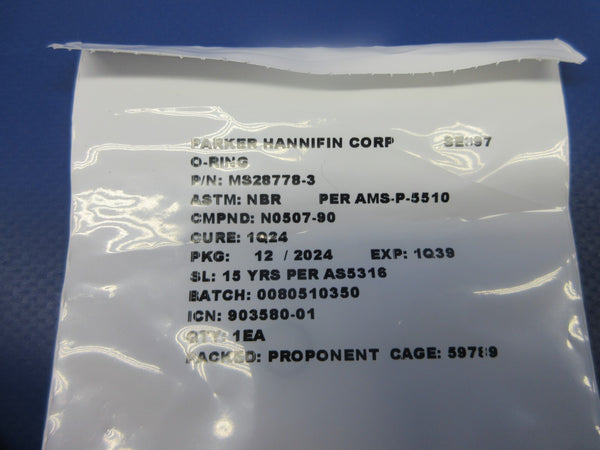 PARKER HANNIFIN CORP
O-RING
P/N: MS28778-3
ASTM: NBR PER AMS-P-5510
CMPND: N0507-90
CURE: 1Q24
PKG: 12 / 2024 EXP: 1Q39
SL: 15 YRS PER AS5316
BATCH: 0080510350
ICN: 903580-01
QTY: 1EA
PACKED: PROPONENT CAGE: 59789